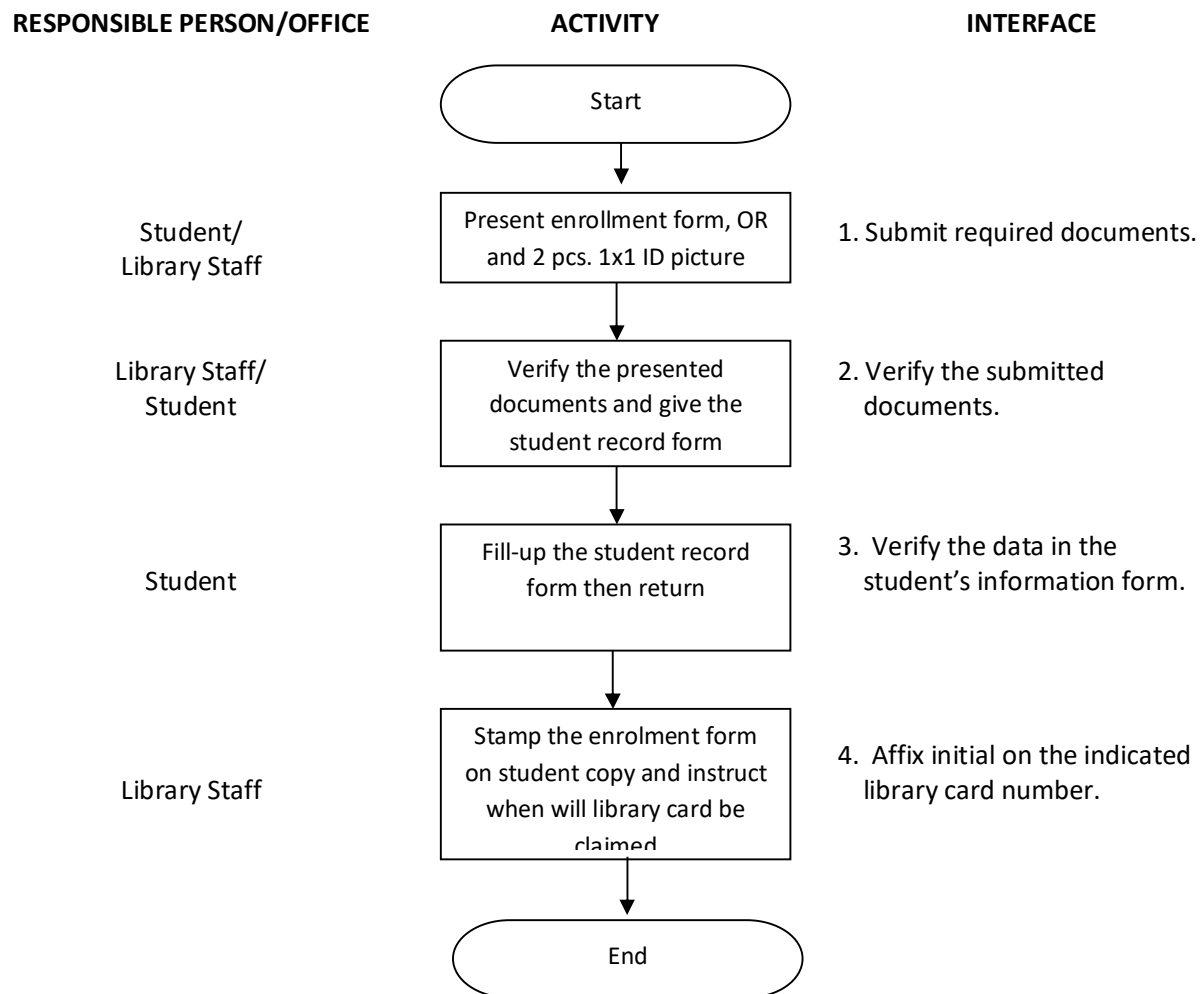 RESPONSIBLE PERSON/OFFICE
ACTIVITY
INTERFACE
Start
Student/
Library Staff
Present enrollment form, OR
and 2 pcs. 1x1 ID picture
1. Submit required documents.
Library Staff/
Student
Verify the presented
documents and give the
student record form
2. Verify the submitted
documents.
Student
Fill-up the student record
form then return
3. Verify the data in the
student’s information form.
Library Staff
Stamp the enrolment form
on student copy and instruct
when will library card be
claimed
4. Affix initial on the indicated
library card number.
End